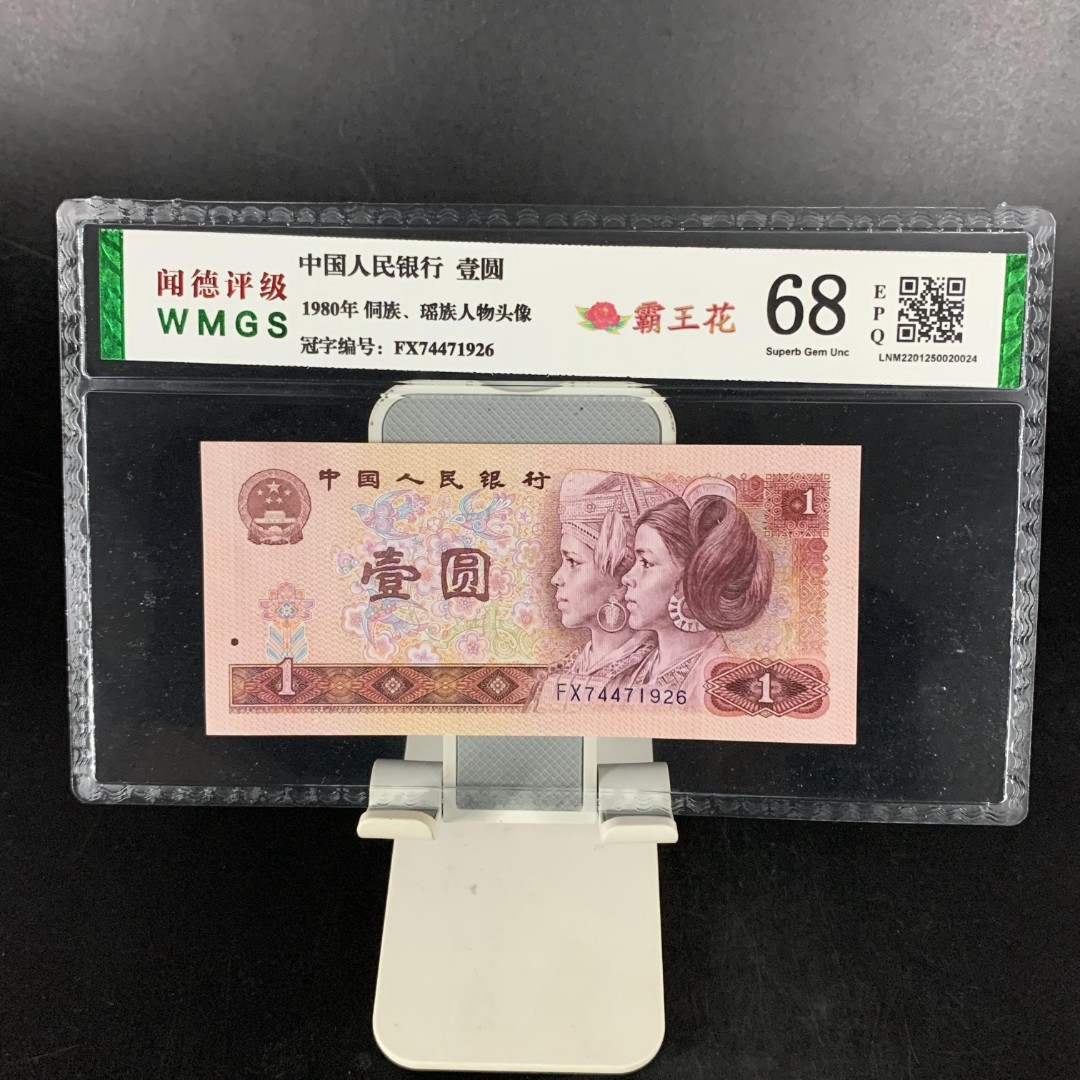 闻德评级
WMGS
中国人民银行 壹圆
1980年 侗族、瑶族人物头像
冠字编号：FX74471926
霸王花
68
Superb Gem Unc
EPQ
LNM2201250020024
中国人民银行
1
壹圆
1
FX74471926
1